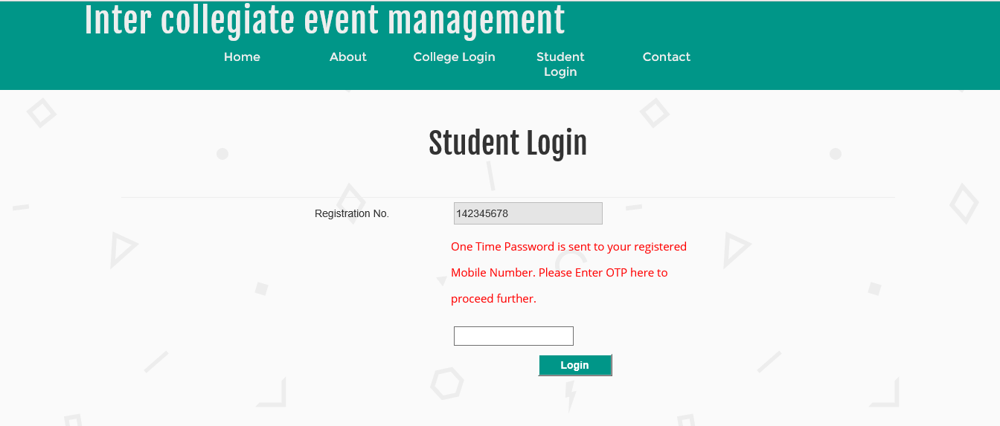 Inter collegiate event management
Home About College Login Student Login Contact
Student Login
Registration No. 142345678
One Time Password is sent to your registered
Mobile Number. Please Enter OTP here to
proceed further.
Login